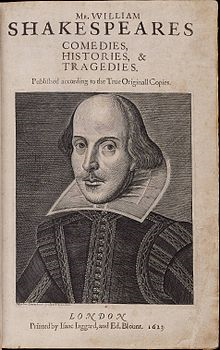 Mr. WILLIAM
SHAKESPEARES
COMEDIES,
HISTORIES, &
TRAGEDIES.
Published according to the True Originall Copies.
LONDON
Printed by Isaac Iaggard, and Ed. Blount. 1623